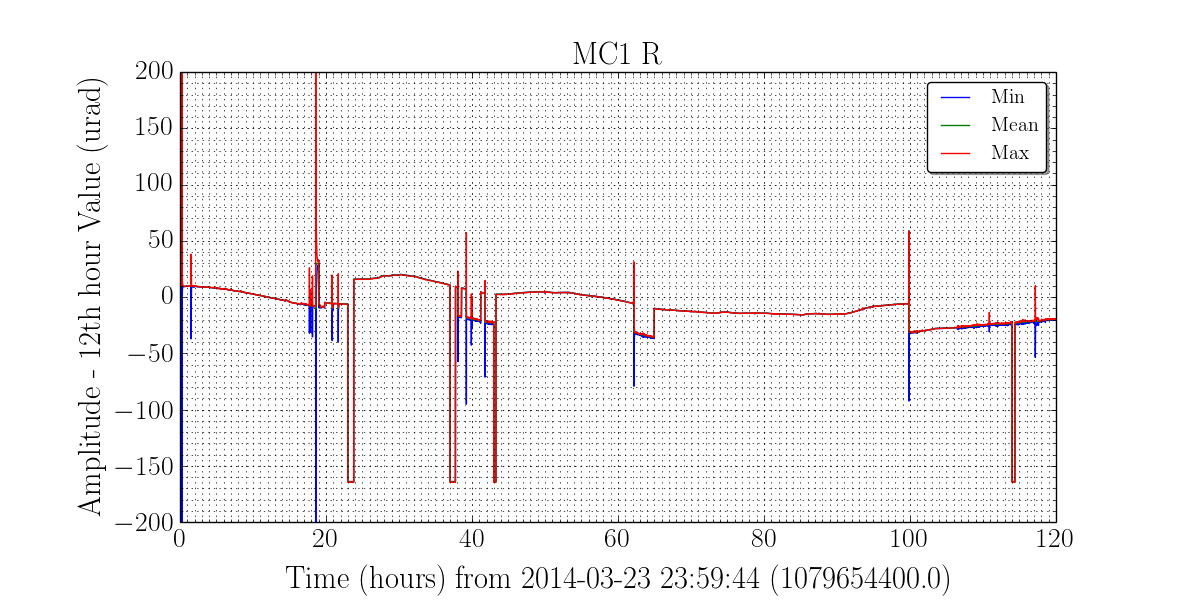 MC1 R
Amplitude - 12th hour Value (urad)
200
150
100
50
0
−50
−100
−150
−200
Min
Mean
Max
0 20 40 60 80 100 120
Time (hours) from 2014-03-23 23:59:44 (1079654400.0)